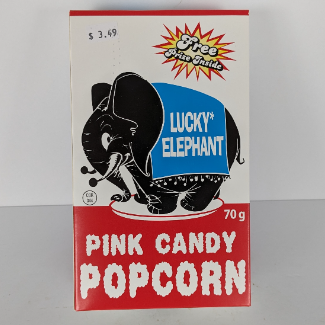 $ 3.49
Free
Prize Inside
LUCKY*
ELEPHANT
70 g
PINK CANDY
POPCORN